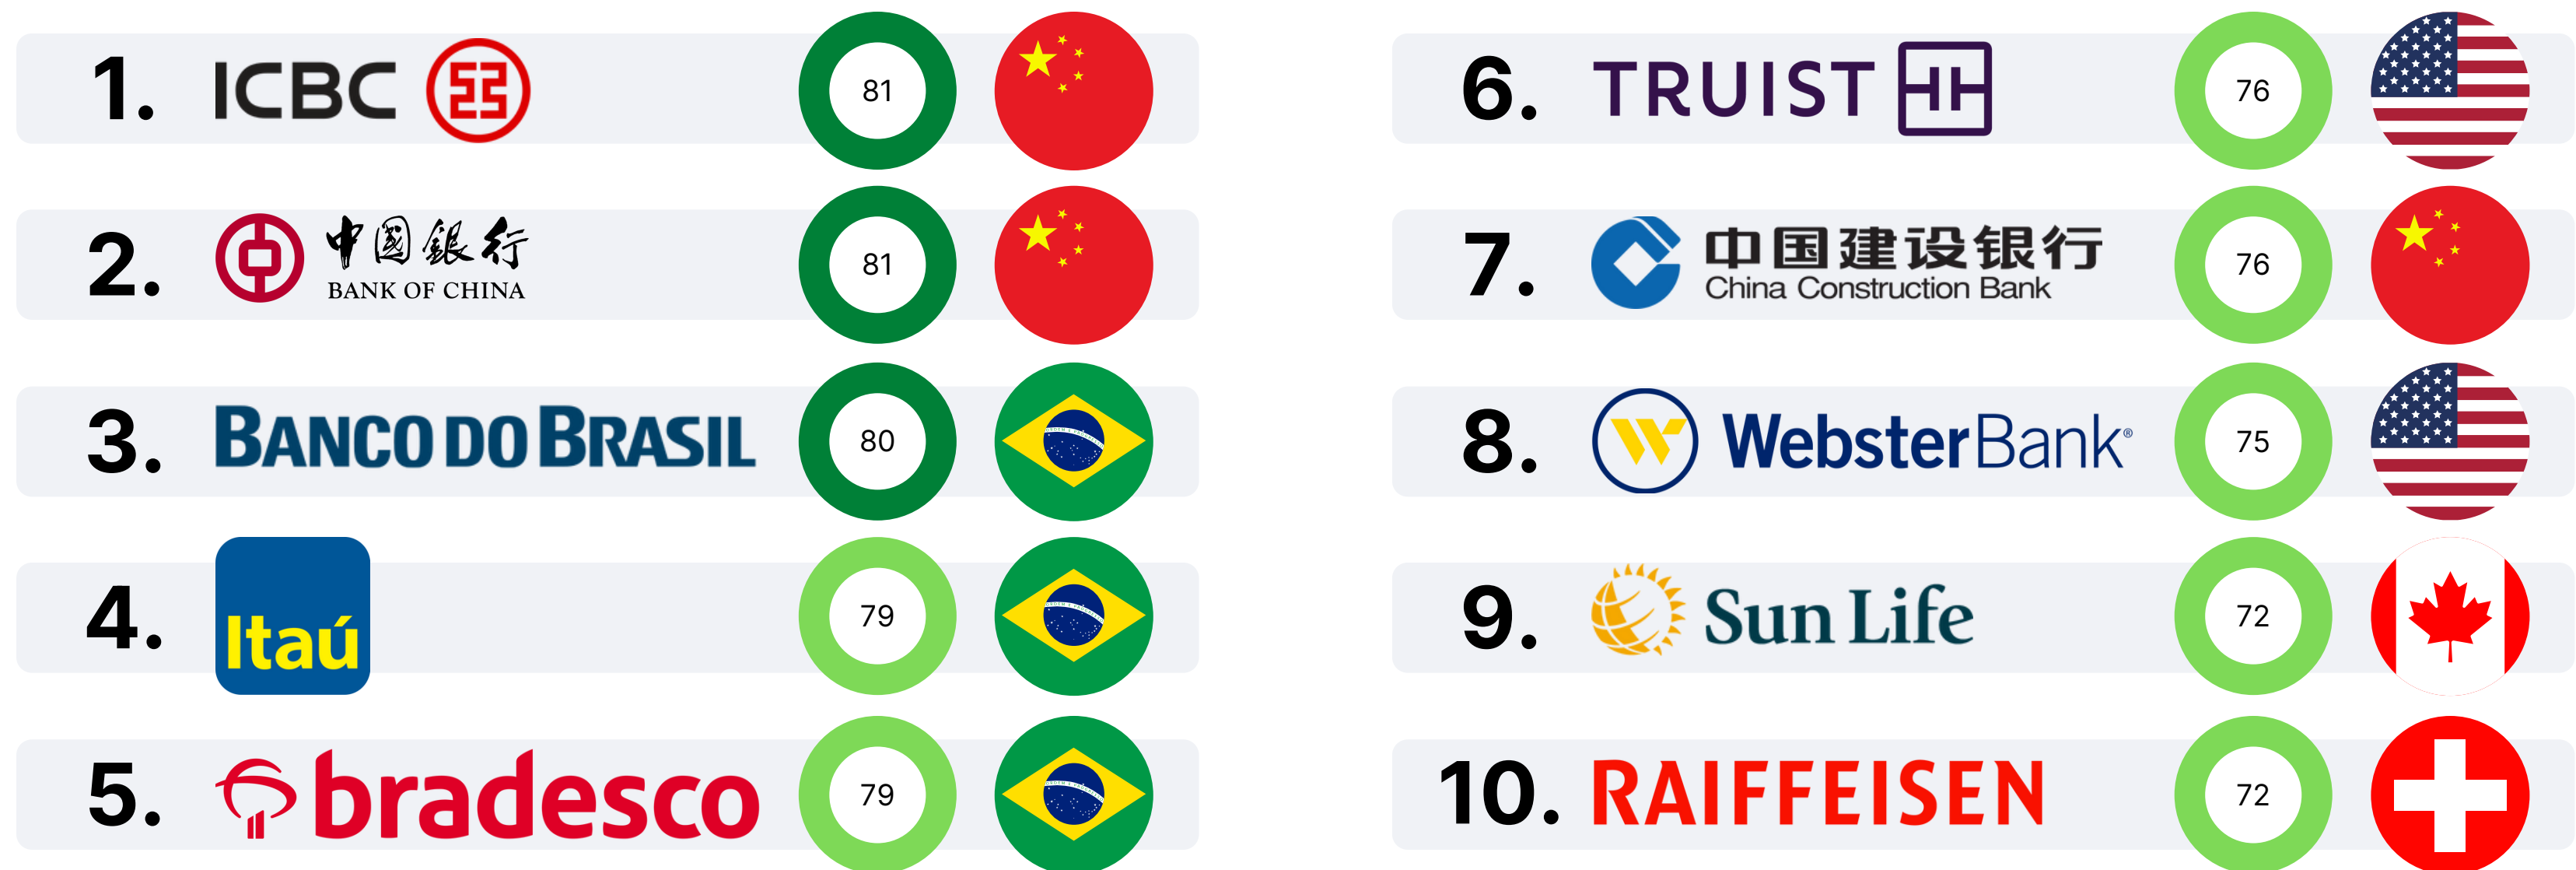 1. ICBC 81
2. 中國銀行 81
BANK OF CHINA
3. BANCO DO BRASIL 80
4. Itaú 79
5. bradesco 79
6. TRUIST 76
7. 中国建设银行 76
China Construction Bank
8. WebsterBank® 75
9. Sun Life 72
10. RAIFFEISEN 72